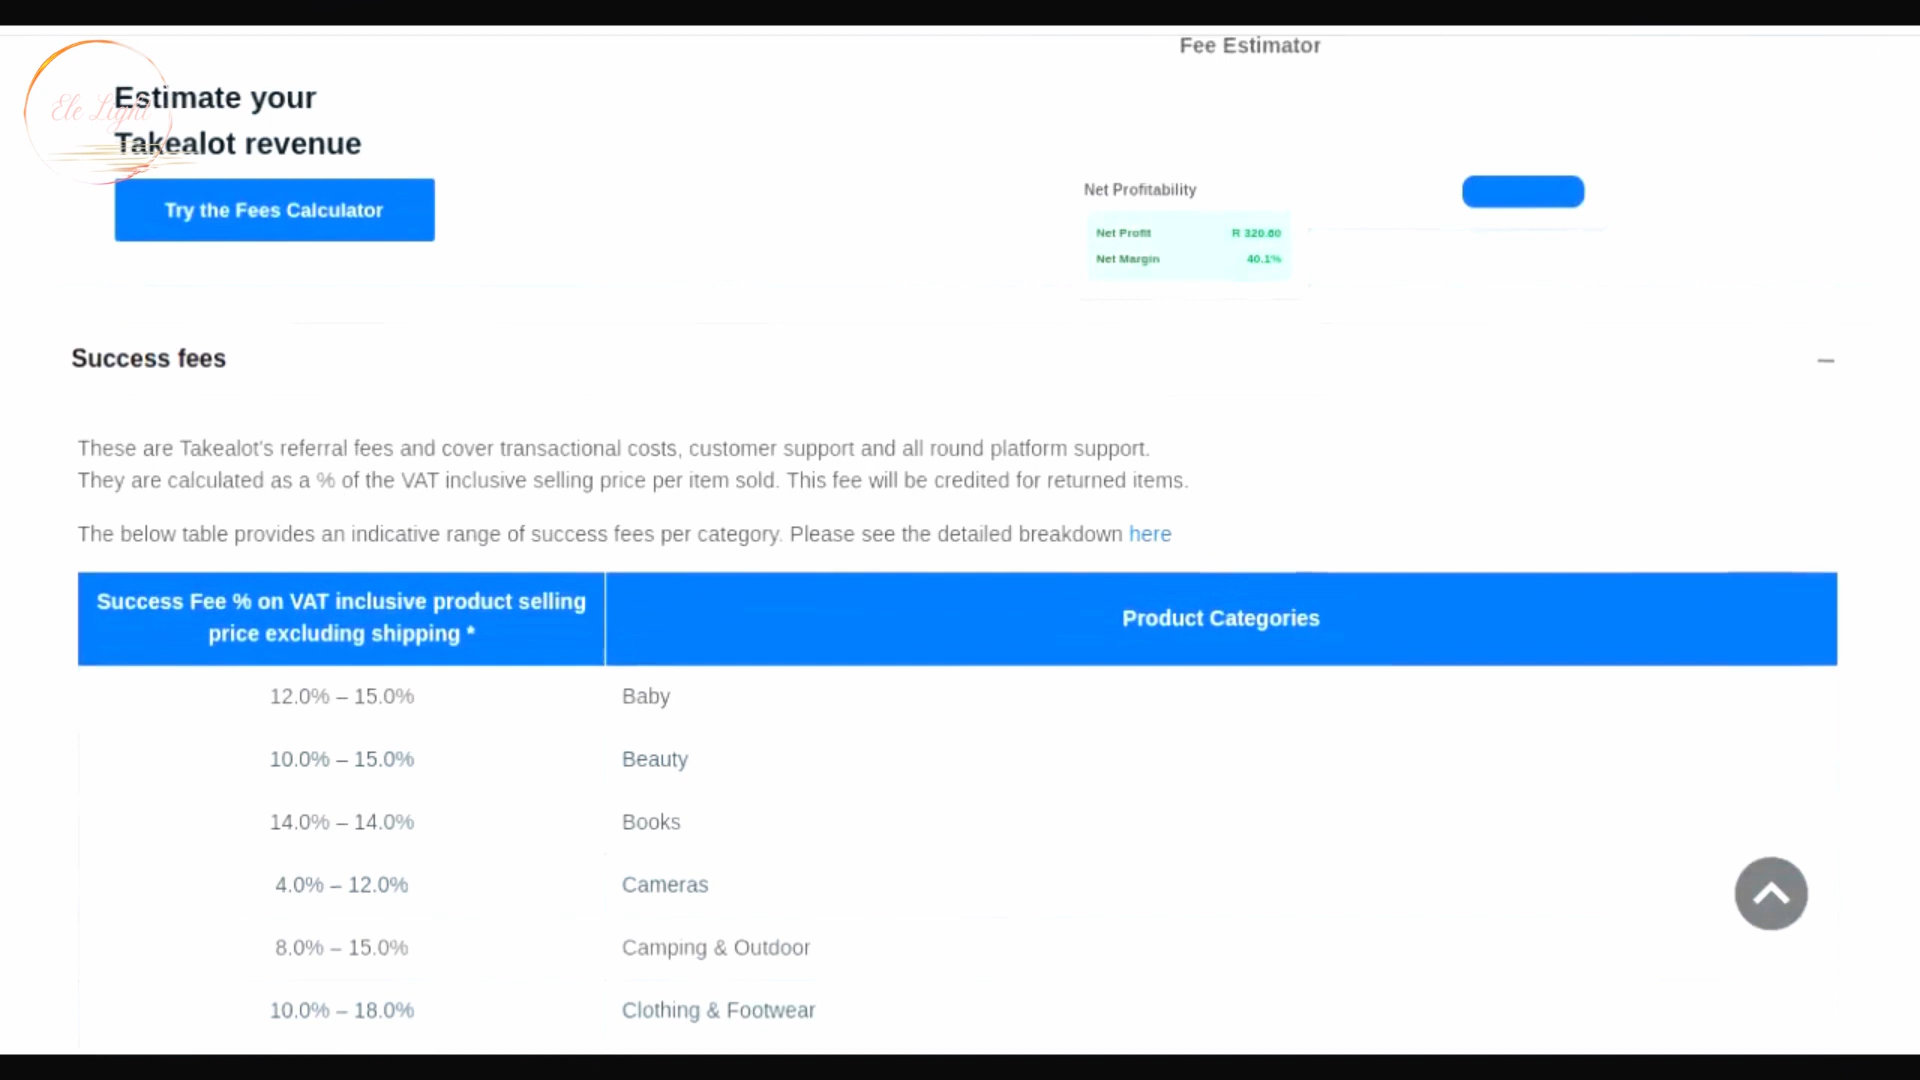 Fee Estimator
Ele Light
Estimate your
Takealot revenue
Try the Fees Calculator
Net Profitability
Net Profit R 320.60
Net Margin 40.1%
Success fees
These are Takealot's referral fees and cover transactional costs, customer support and all round platform support.
They are calculated as a % of the VAT inclusive selling price per item sold. This fee will be credited for returned items.
The below table provides an indicative range of success fees per category. Please see the detailed breakdown here
Success Fee % on VAT inclusive product selling
price excluding shipping *
Product Categories
12.0% – 15.0% Baby
10.0% – 15.0% Beauty
14.0% – 14.0% Books
4.0% – 12.0% Cameras
8.0% – 15.0% Camping & Outdoor
10.0% – 18.0% Clothing & Footwear